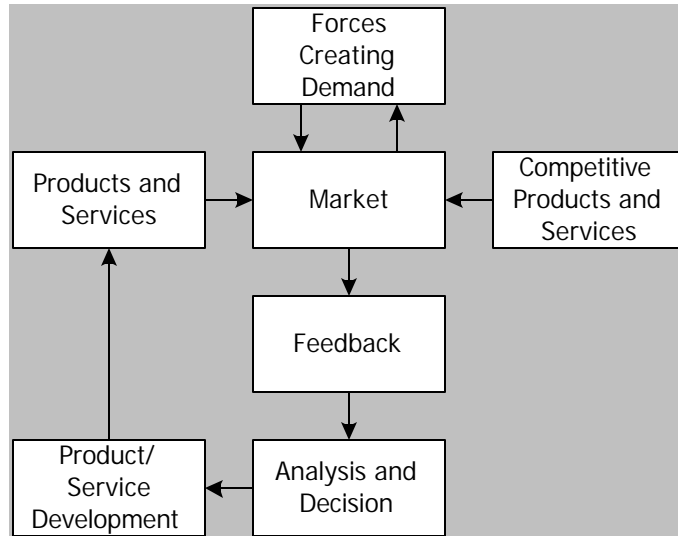 Forces
Creating
Demand
Products and
Services
Market
Competitive
Products and
Services
Feedback
Product/
Service
Development
Analysis and
Decision